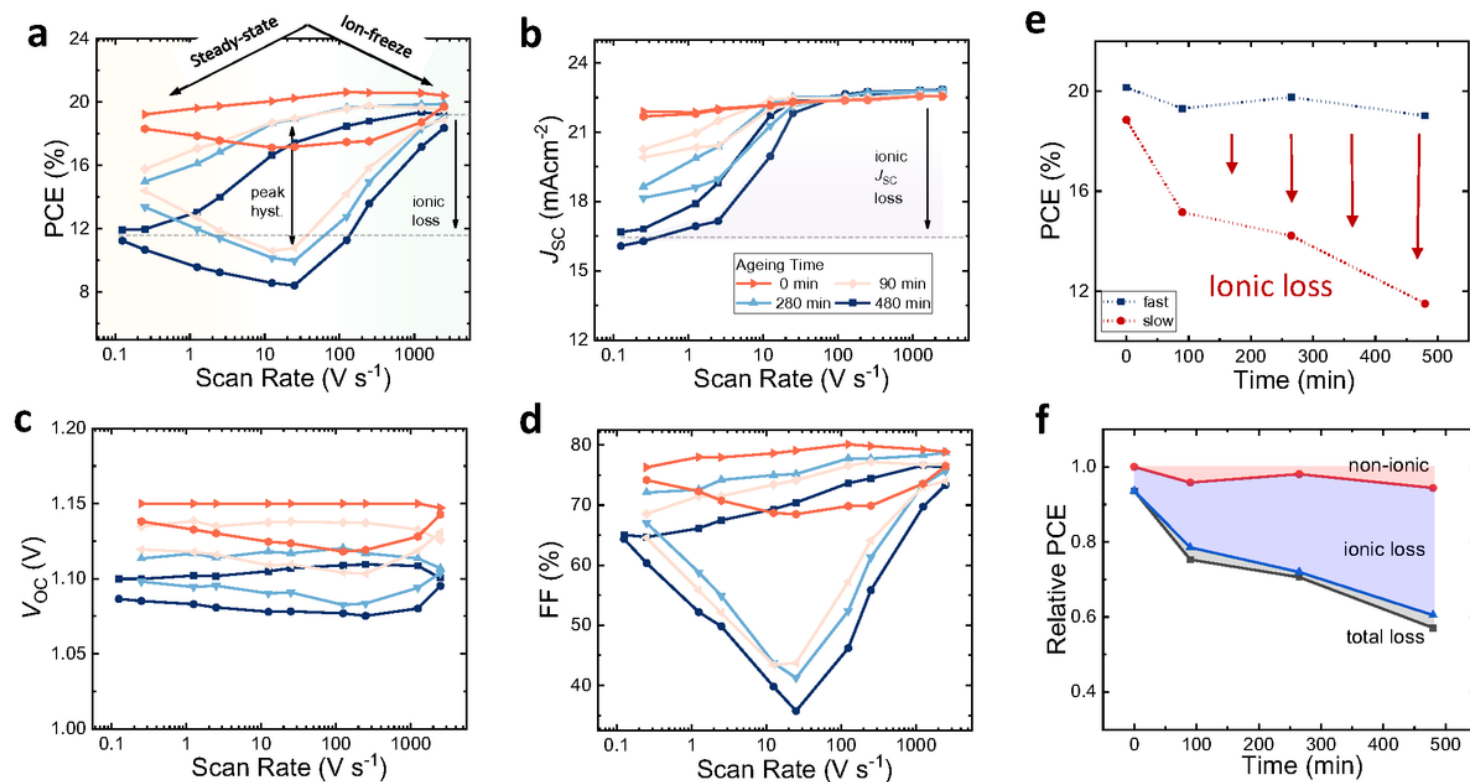 a
Steady-state
Ion-freeze
24
20
16
12
8
PCE (%)
peak
hyst.
ionic
loss
0.1 1 10 100 1000
Scan Rate (V s⁻¹)
b
24
21
18
15
12
J_SC (mAcm⁻²)
ionic
J_SC
loss
Ageing Time
0 min 90 min
280 min 480 min
0.1 1 10 100 1000
Scan Rate (V s⁻¹)
e
20
16
12
PCE (%)
Ionic loss
fast
slow
0 100 200 300 400 500
Time (min)
c
1.20
1.15
1.10
1.05
1.00
V_OC (V)
0.1 1 10 100 1000
Scan Rate (V s⁻¹)
d
80
70
60
50
40
FF (%)
0.1 1 10 100 1000
Scan Rate (V s⁻¹)
f
1.0
0.8
0.6
0.4
Relative PCE
non-ionic
ionic loss
total loss
0 100 200 300 400 500
Time (min)